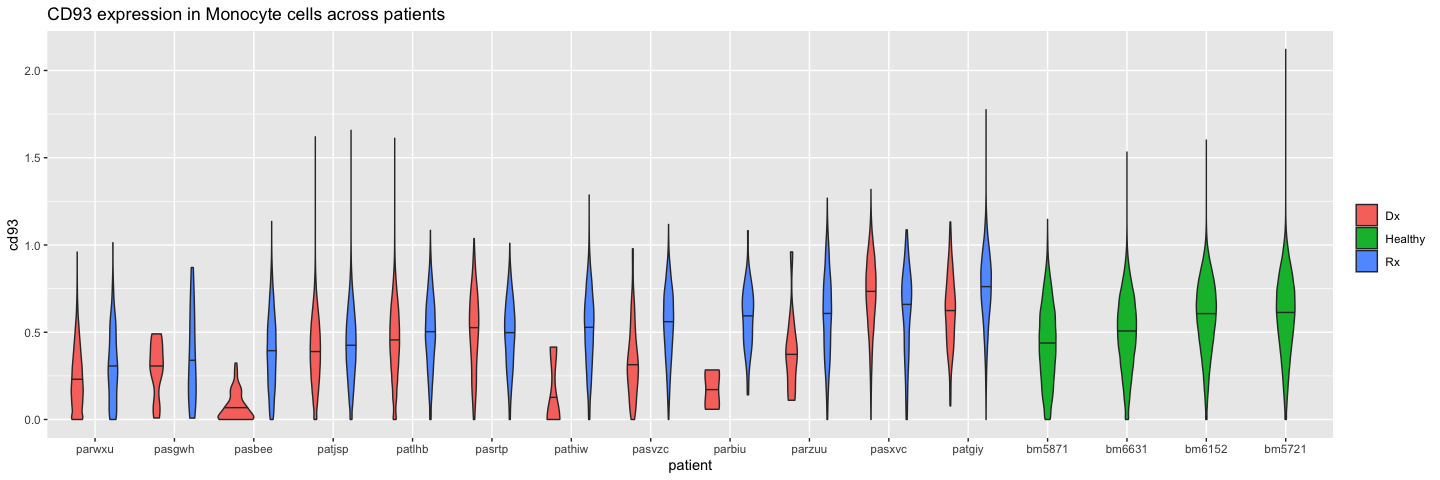 CD93 expression in Monocyte cells across patients
cd93
2.0
1.5
1.0
0.5
0.0
parwxu pasgwh pasbee patjsp patlhb pasrtp pathiw pasvzc parbiu parzuu pasxvc patgiy bm5871 bm6631 bm6152 bm5721
patient
Dx
Healthy
Rx